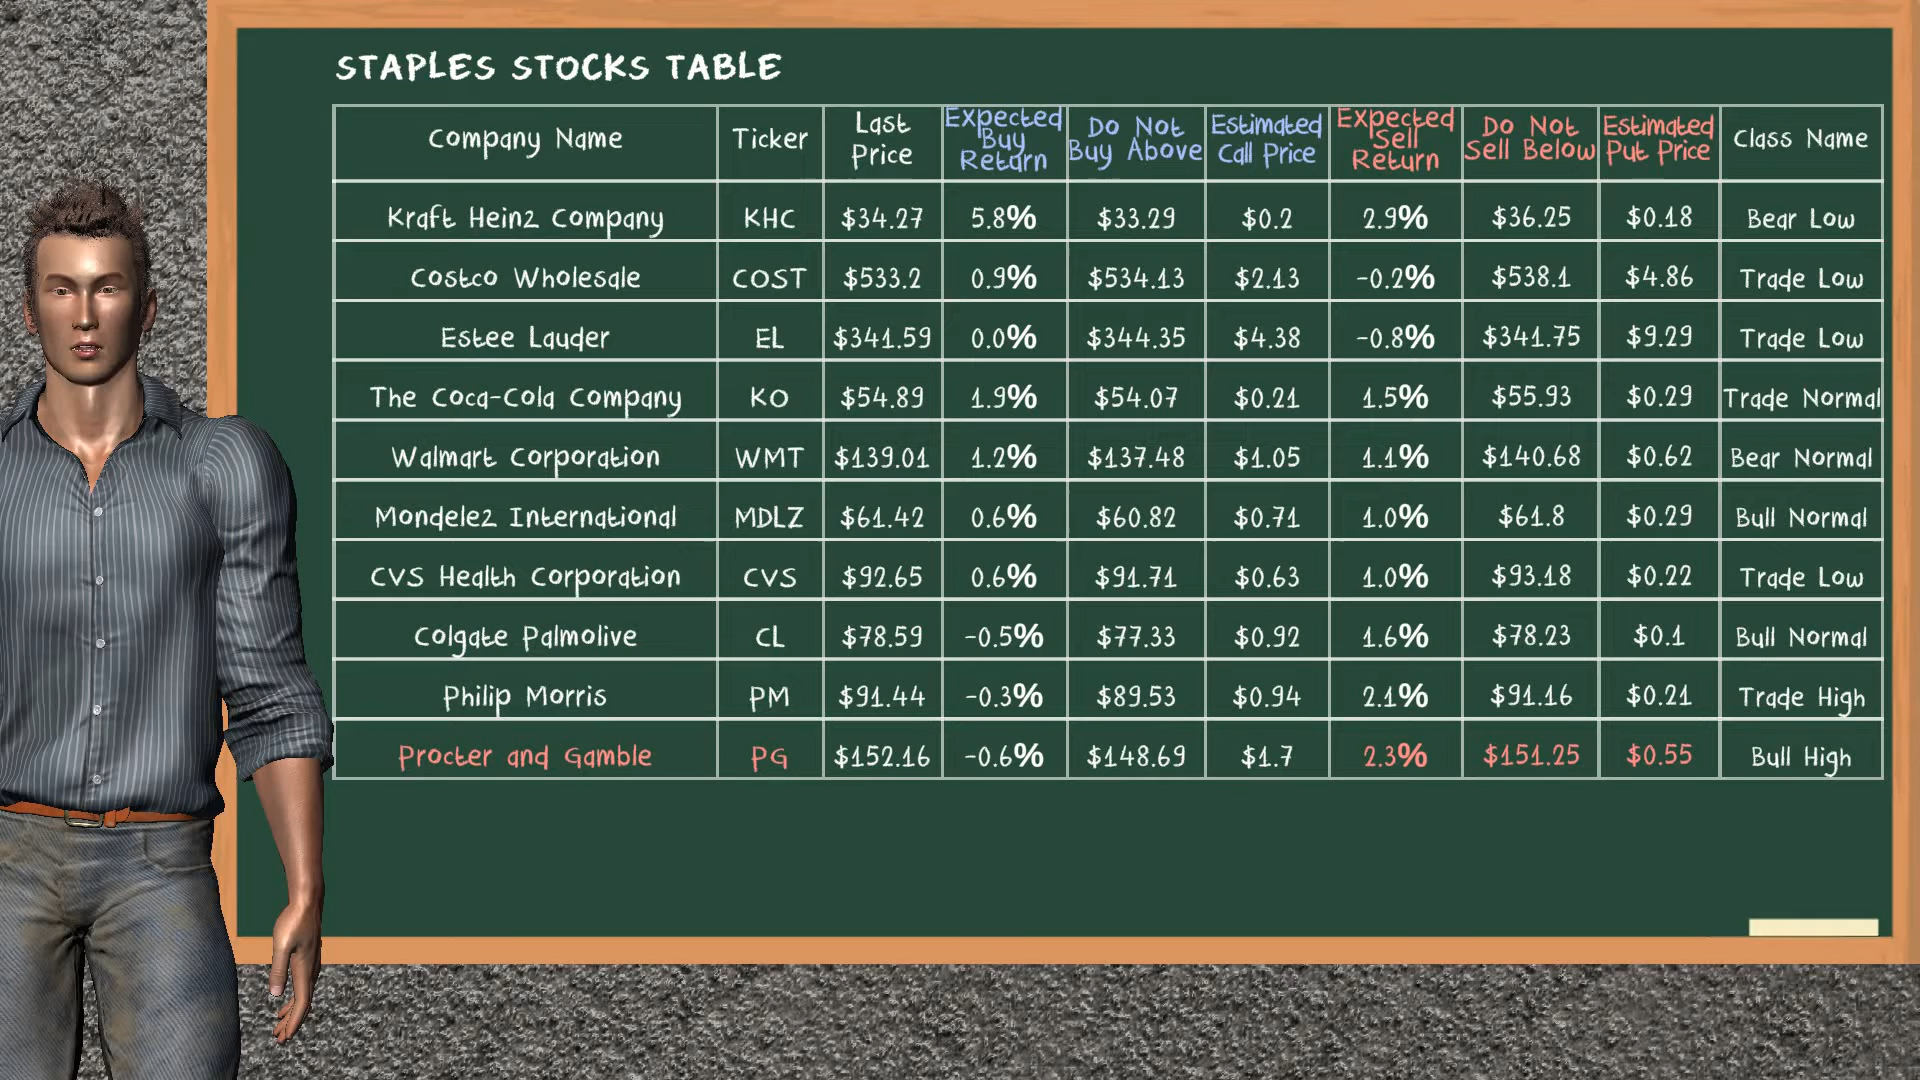 STAPLES STOCKS TABLE
Company Name Ticker Last Price Expected Buy Return Do Not Buy Above Estimated Call Price Expected Sell Return Do Not Sell Below Estimated Put Price Class Name
Kraft Heinz Company KHC $34.27 5.8% $33.29 $0.2 2.9% $36.25 $0.18 Bear Low
Costco Wholesale COST $533.2 0.9% $534.13 $2.13 -0.2% $538.1 $4.86 Trade Low
Estee Lauder EL $341.59 0.0% $344.35 $4.38 -0.8% $341.75 $9.29 Trade Low
The Coca-Cola Company KO $54.89 1.9% $54.07 $0.21 1.5% $55.93 $0.29 Trade Normal
Walmart Corporation WMT $139.01 1.2% $137.48 $1.05 1.1% $140.68 $0.62 Bear Normal
Mondelez International MDLZ $61.42 0.6% $60.82 $0.71 1.0% $61.8 $0.29 Bull Normal
CVS Health Corporation CVS $92.65 0.6% $91.71 $0.63 1.0% $93.18 $0.22 Trade Low
Colgate Palmolive CL $78.59 -0.5% $77.33 $0.92 1.6% $78.23 $0.1 Bull Normal
Philip Morris PM $91.44 -0.3% $89.53 $0.94 2.1% $91.16 $0.21 Trade High
Procter and Gamble PG $152.16 -0.6% $148.69 $1.7 2.3% $151.25 $0.55 Bull High